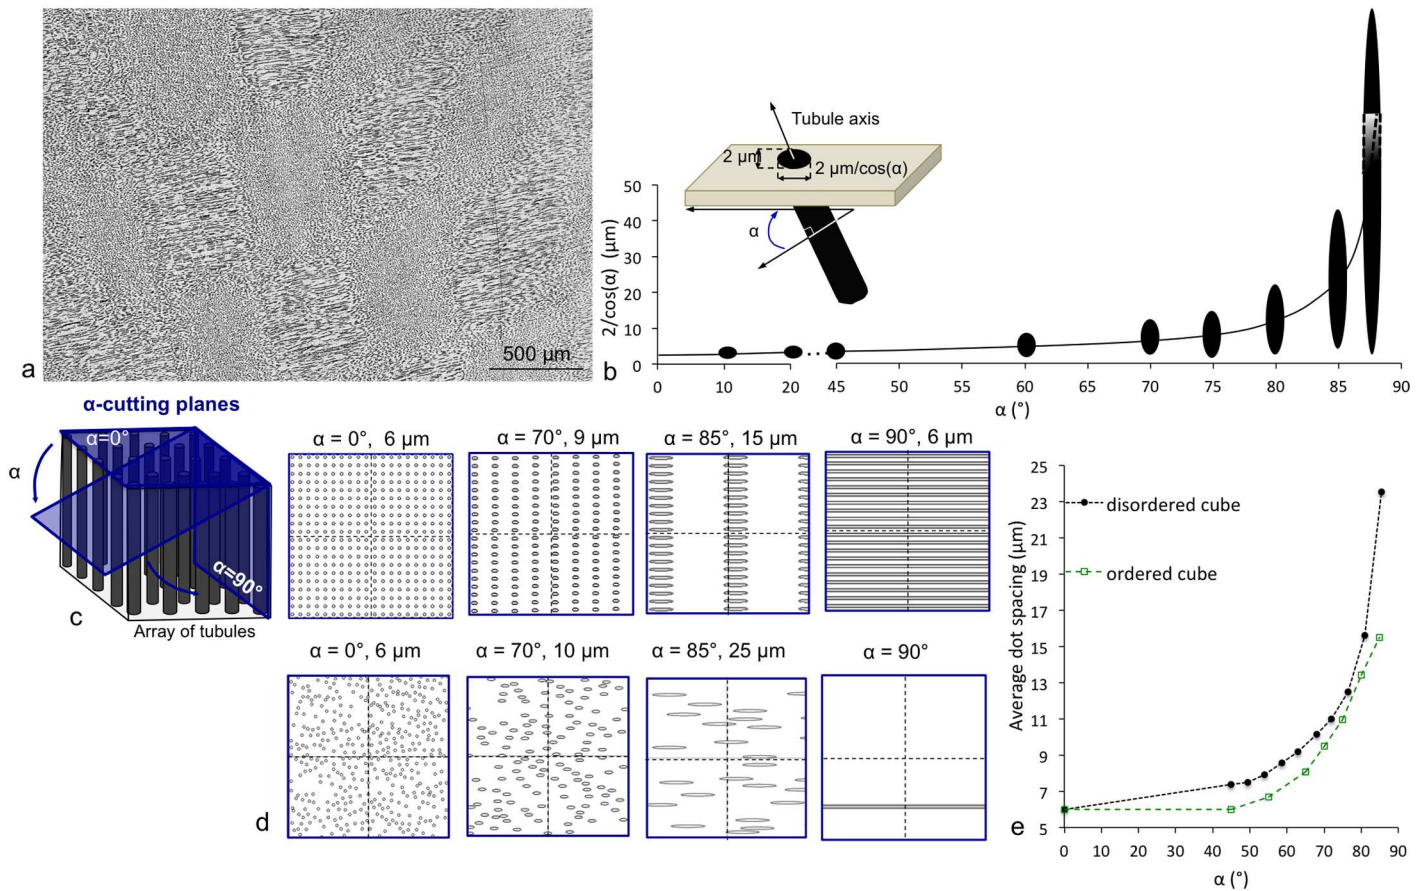 500 µm
a
Tubule axis
2 µm
2 µm/cos(α)
α
2/cos(α) (µm)
50
40
30
20
10
0
0 10 20 45 50 55 60 65 70 75 80 85 90
α (°)
b
α-cutting planes
α=0°
α
α=90°
c
Array of tubules
α = 0°, 6 µm
α = 70°, 9 µm
α = 85°, 15 µm
α = 90°, 6 µm
α = 0°, 6 µm
α = 70°, 10 µm
α = 85°, 25 µm
α = 90°
d
Average dot spacing (µm)
25
23
21
19
17
15
13
11
9
7
5
disordered cube
ordered cube
0 10 20 30 40 50 60 70 80 90
α (°)
e